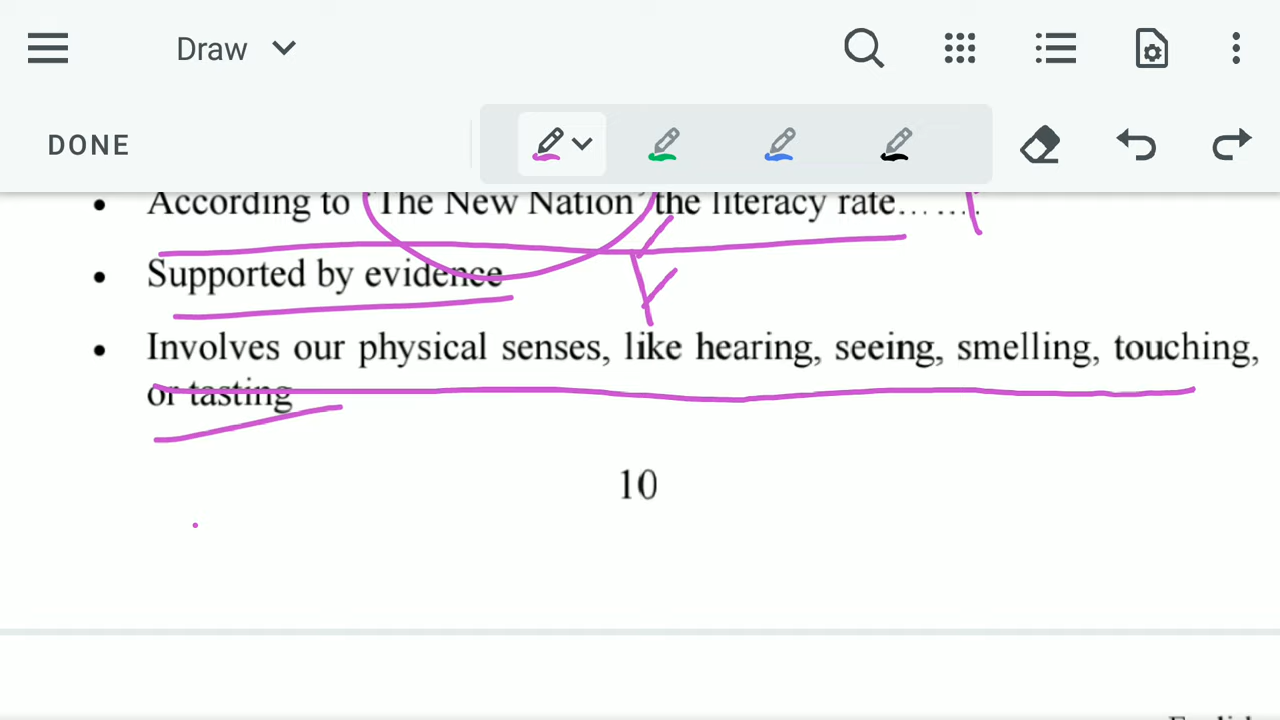 Draw
DONE
• According to 'The New Nation' the literacy rate…….
• Supported by evidence
• Involves our physical senses, like hearing, seeing, smelling, touching,
or tasting
10